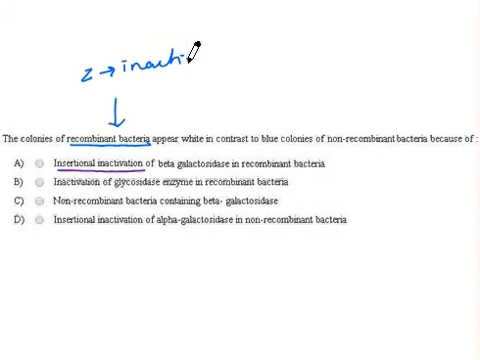 z → inacti
The colonies of recombinant bacteria appear white in contrast to blue colonies of non-recombinant bacteria because of :
A) Insertional inactivation of beta galactosidase in recombinant bacteria
B) Inactivation of glycosidase enzyme in recombinant bacteria
C) Non-recombinant bacteria containing beta- galactosidase
D) Insertional inactivation of alpha-galactosidase in non-recombinant bacteria